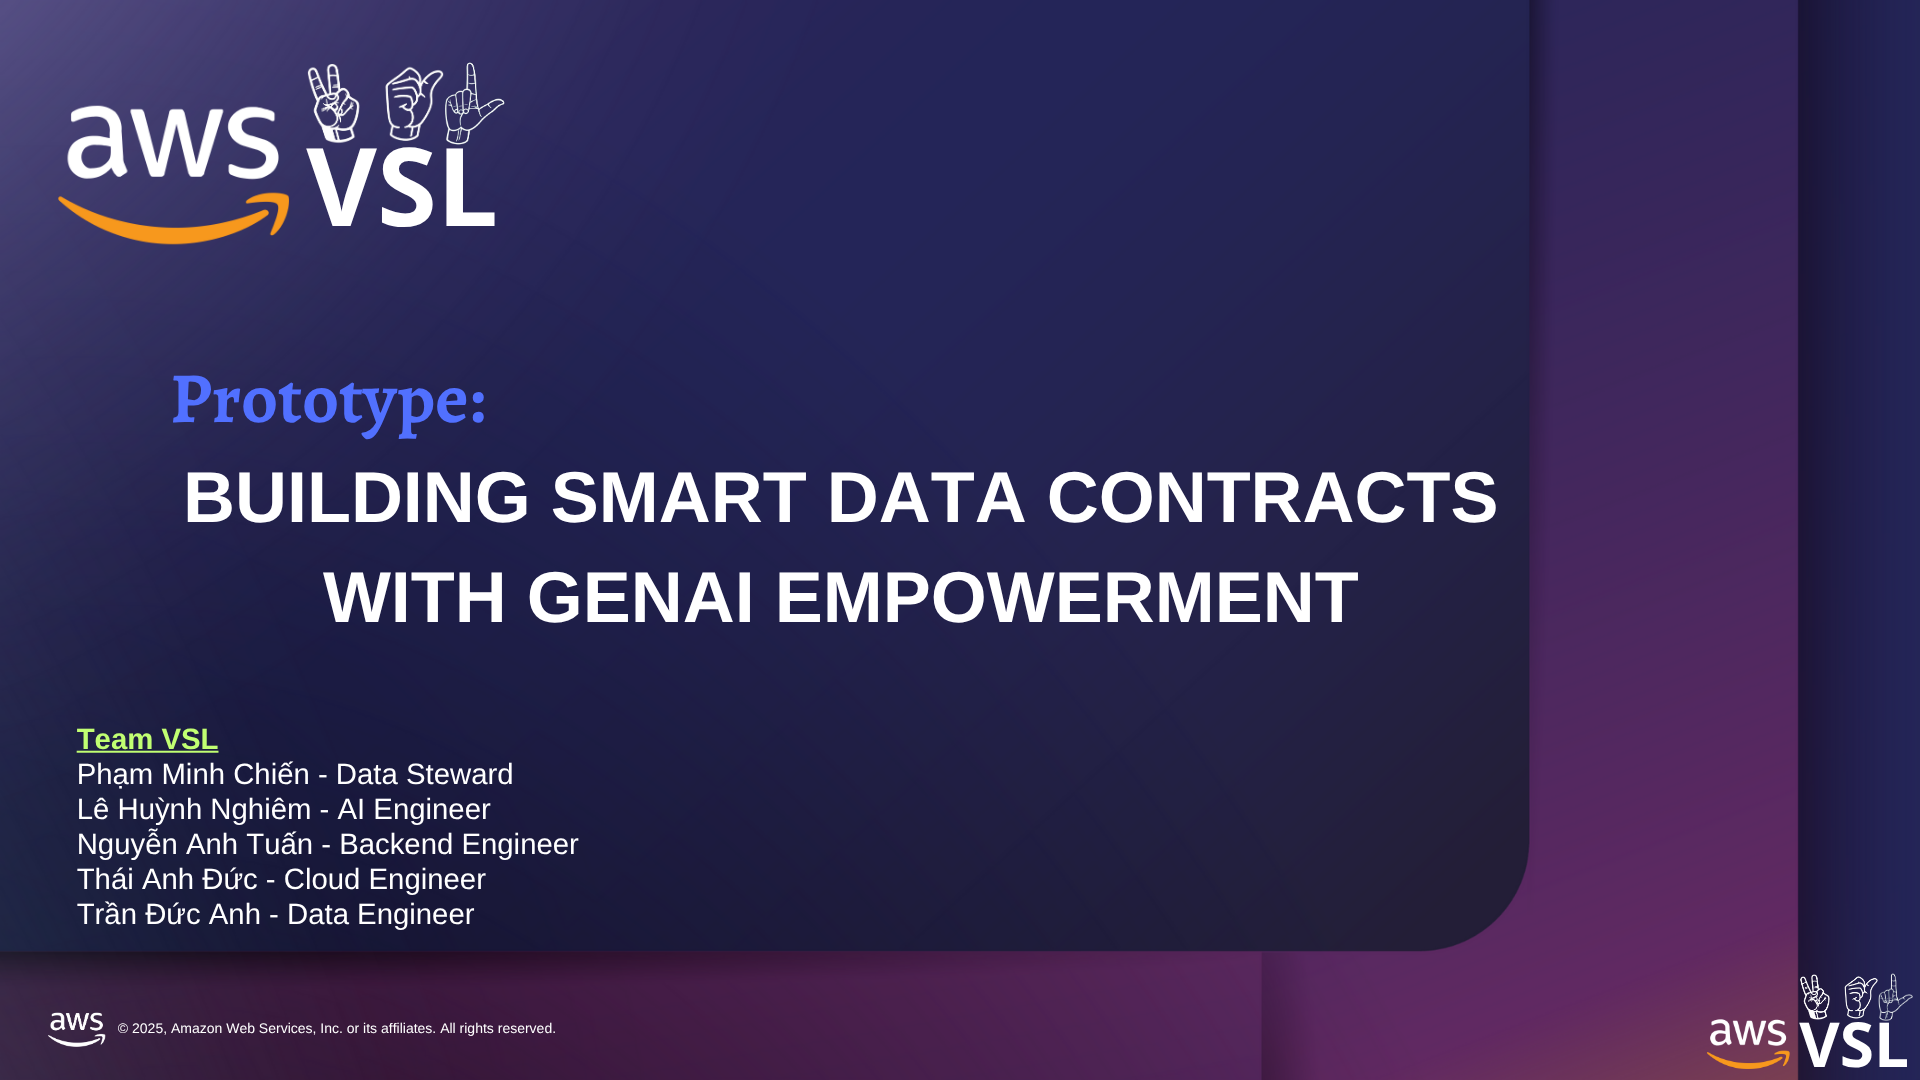 aws
VSL
Prototype:
BUILDING SMART DATA CONTRACTS
WITH GENAI EMPOWERMENT
Team VSL
Phạm Minh Chiến - Data Steward
Lê Huỳnh Nghiêm - AI Engineer
Nguyễn Anh Tuấn - Backend Engineer
Thái Anh Đức - Cloud Engineer
Trần Đức Anh - Data Engineer
aws
© 2025, Amazon Web Services, Inc. or its affiliates. All rights reserved.
aws
VSL